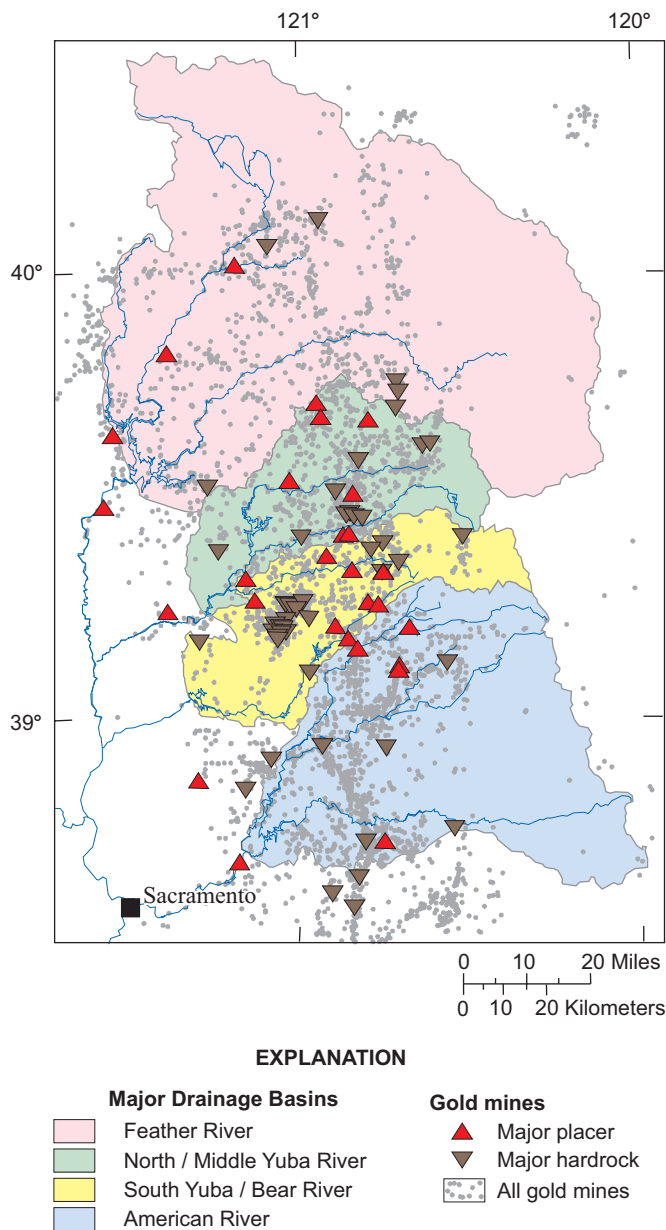 121° 120°
40°
39°
Sacramento
0 10 20 Miles
0 10 20 Kilometers
EXPLANATION
Major Drainage Basins
Feather River
North / Middle Yuba River
South Yuba / Bear River
American River
Gold mines
Major placer
Major hardrock
All gold mines